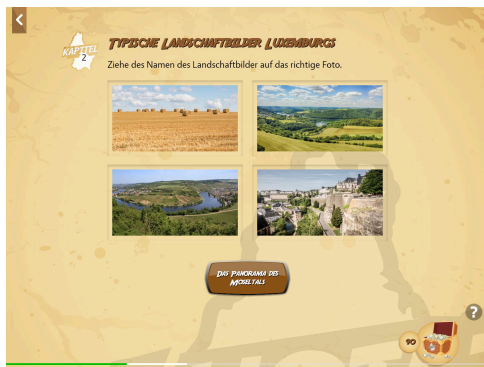 KAPITEL
2
Typische Landschaftbilder Luxemburgs
Ziehe des Namen des Landschaftbilder auf das richtige Foto.
Das Panorama des
Moseltals
?
90